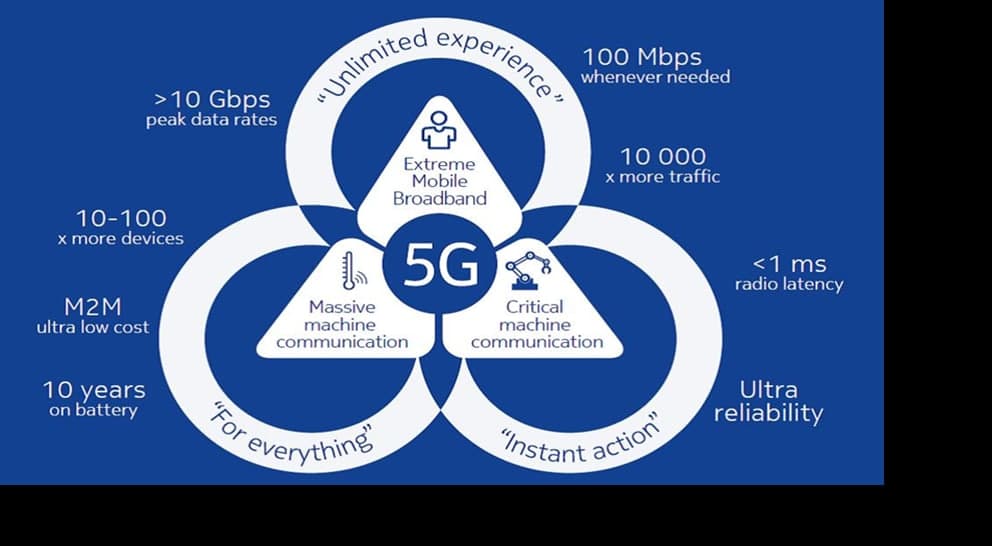 “Unlimited experience”
100 Mbps
whenever needed
>10 Gbps
peak data rates
Extreme
Mobile
Broadband
10 000
x more traffic
10-100
x more devices
5G
<1 ms
radio latency
M2M
ultra low cost
Massive
machine
communication
Critical
machine
communication
10 years
on battery
Ultra
reliability
“For everything”
“Instant action”